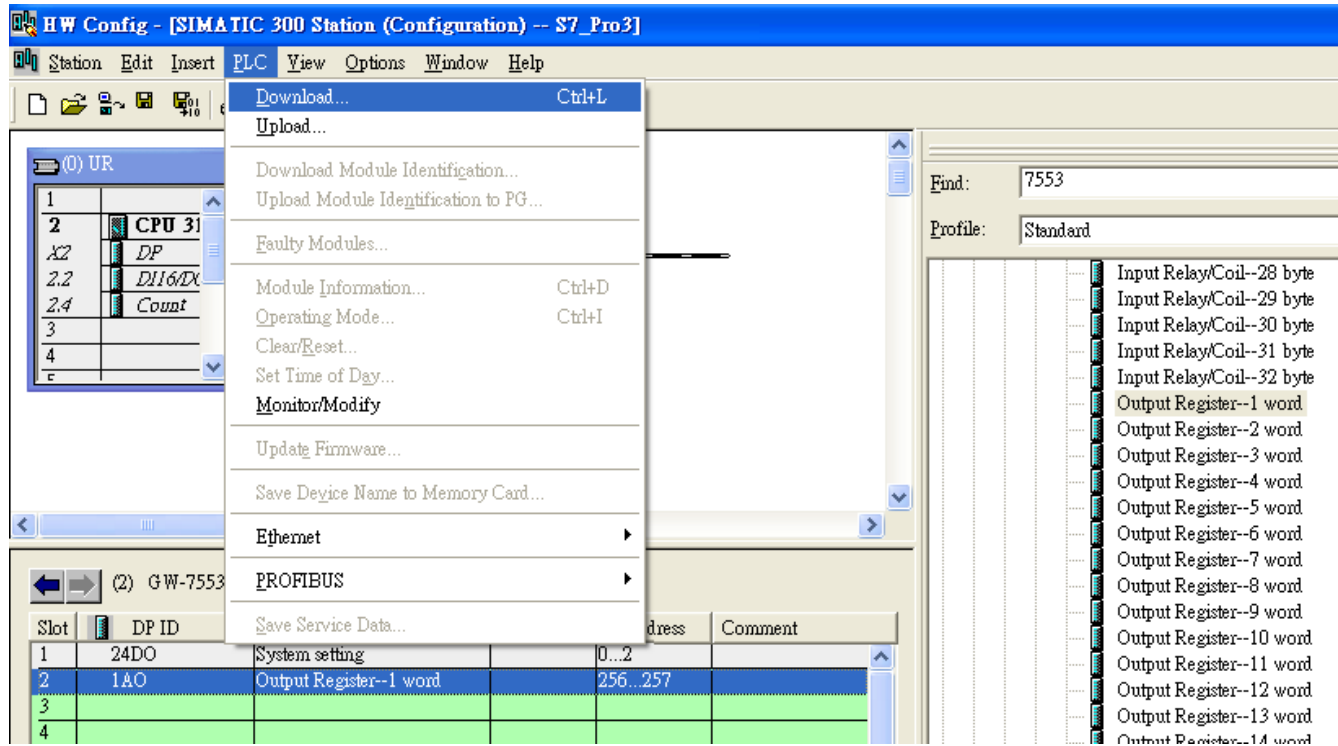 HW Config - [SIMATIC 300 Station (Configuration) -- S7_Pro3]
Station Edit Insert PLC View Options Window Help
Download... Ctrl+L
Upload...
Download Module Identification...
Upload Module Identification to PG...
Faulty Modules...
Module Information... Ctrl+D
Operating Mode... Ctrl+I
Clear/Reset...
Set Time of Day...
Monitor/Modify
Update Firmware...
Save Device Name to Memory Card...
Ethernet
PROFIBUS
Save Service Data...
(0) UR
1
2 CPU 31
X2 DP
2.2 DI16/DO
2.4 Count
3
4
5
Find: 7553
Profile: Standard
Input Relay/Coil--28 byte
Input Relay/Coil--29 byte
Input Relay/Coil--30 byte
Input Relay/Coil--31 byte
Input Relay/Coil--32 byte
Output Register--1 word
Output Register--2 word
Output Register--3 word
Output Register--4 word
Output Register--5 word
Output Register--6 word
Output Register--7 word
Output Register--8 word
Output Register--9 word
Output Register--10 word
Output Register--11 word
Output Register--12 word
Output Register--13 word
Output Register--14 word
(2) GW-7553
Slot DP ID dress Comment
1 24DO System setting 0...2
2 1AO Output Register--1 word 256...257
3
4